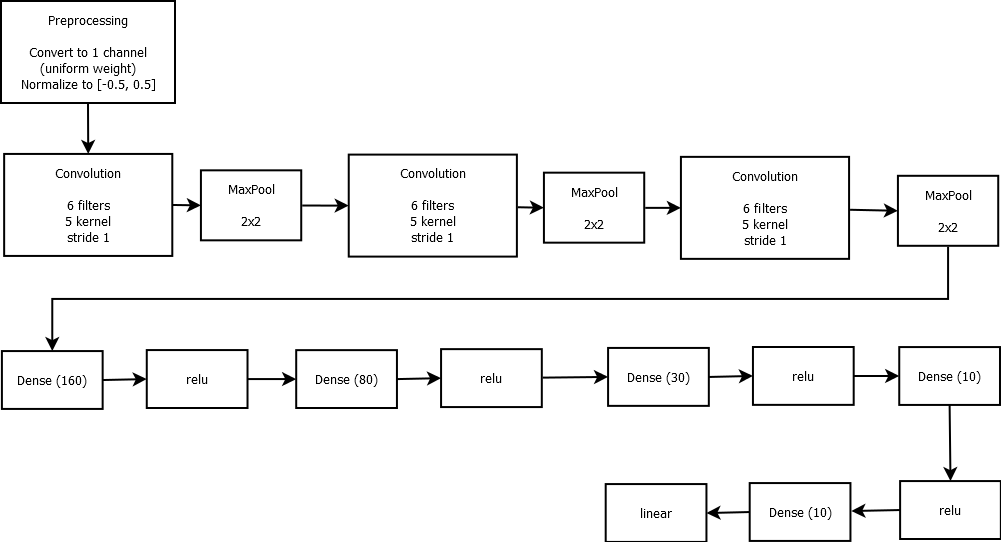 Preprocessing
Convert to 1 channel
(uniform weight)
Normalize to [-0.5, 0.5]
Convolution
6 filters
5 kernel
stride 1
MaxPool
2x2
Convolution
6 filters
5 kernel
stride 1
MaxPool
2x2
Convolution
6 filters
5 kernel
stride 1
MaxPool
2x2
Dense (160)
relu
Dense (80)
relu
Dense (30)
relu
Dense (10)
relu
Dense (10)
linear